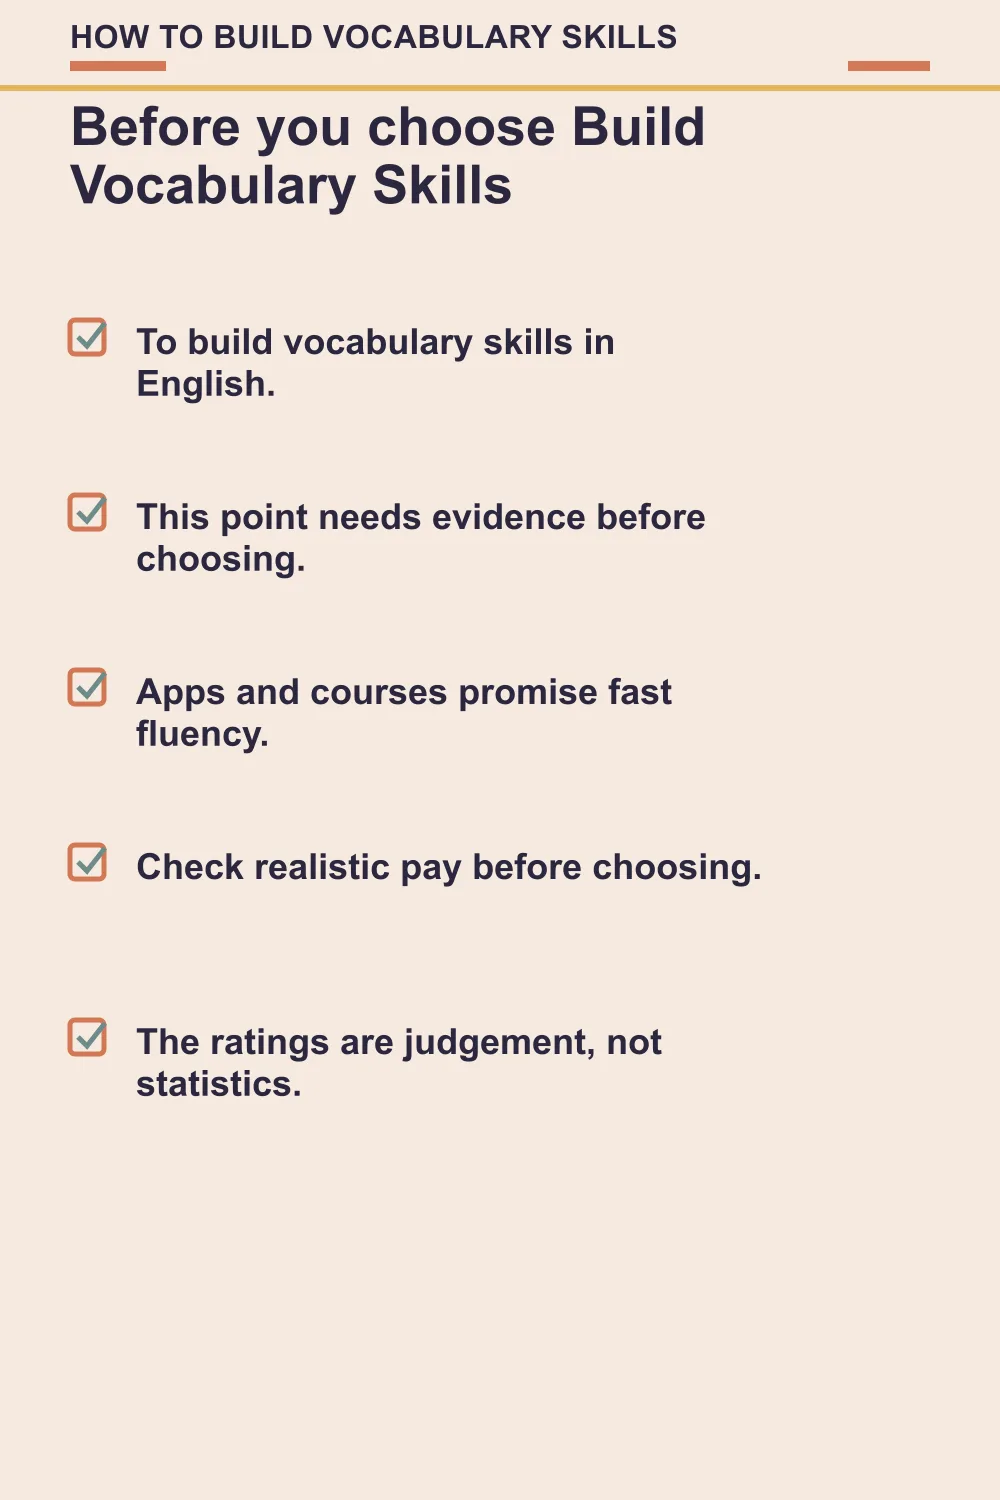 HOW TO BUILD VOCABULARY SKILLS
Before you choose Build
Vocabulary Skills
To build vocabulary skills in
English.
This point needs evidence before
choosing.
Apps and courses promise fast
fluency.
Check realistic pay before choosing.
The ratings are judgement, not
statistics.